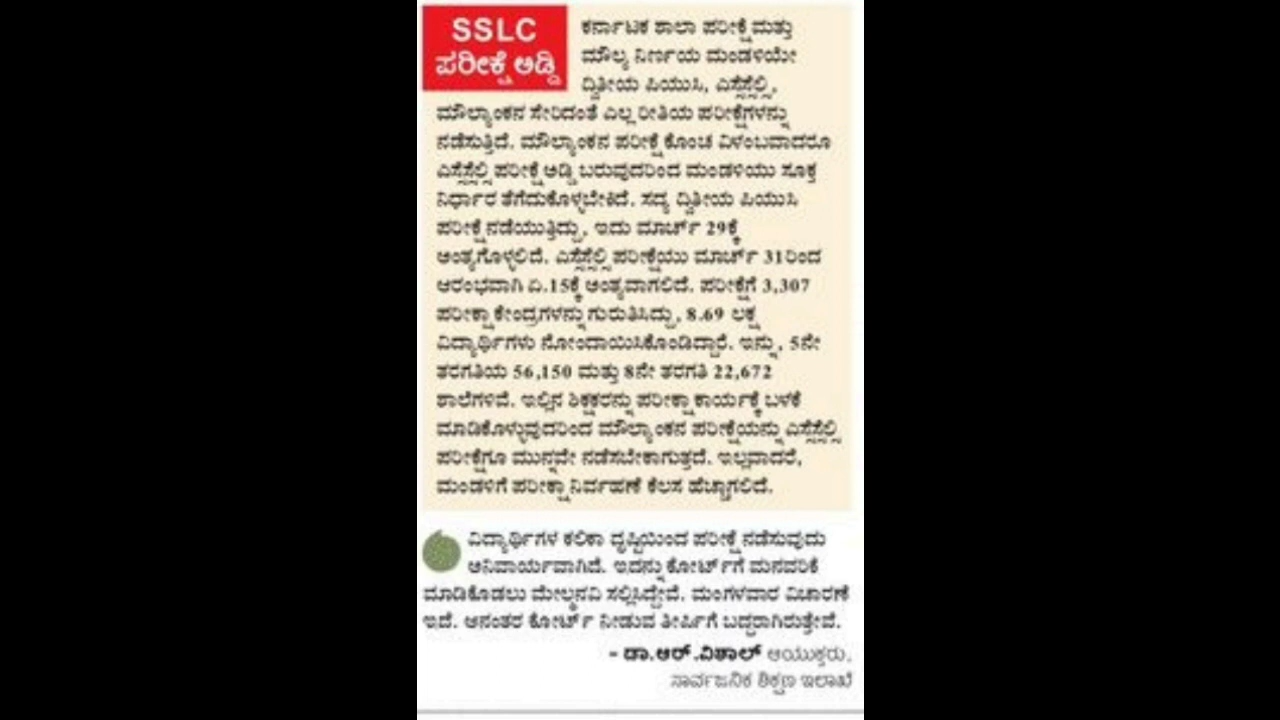 SSLC
ಪರೀಕ್ಷೆ ಅಡ್ಡಿ
ಕರ್ನಾಟಕ ಶಾಲಾ ಪರೀಕ್ಷೆ ಮತ್ತು
ಮೌಲ್ಯ ನಿರ್ಣಯ ಮಂಡಳಿಯೇ
ದ್ವಿತೀಯ ಪಿಯುಸಿ, ಎಸ್ಸೆಸ್ಸೆಲ್ಸಿ,
ಮೌಲ್ಯಾಂಕನ ಸೇರಿದಂತೆ ಎಲ್ಲ ರೀತಿಯ ಪರೀಕ್ಷೆಗಳನ್ನು
ನಡೆಸುತ್ತಿದೆ. ಮೌಲ್ಯಾಂಕನ ಪರೀಕ್ಷೆ ಕೊಂಚ ವಿಳಂಬವಾದರೂ
ಎಸ್ಸೆಸ್ಸೆಲ್ಸಿ ಪರೀಕ್ಷೆ ಅಡ್ಡಿ ಬರುವುದರಿಂದ ಮಂಡಳಿಯು ಸೂಕ್ತ
ನಿರ್ಧಾರ ತೆಗೆದುಕೊಳ್ಳಬೇಕಿದೆ. ಸದ್ಯ ದ್ವಿತೀಯ ಪಿಯುಸಿ
ಪರೀಕ್ಷೆ ನಡೆಯುತ್ತಿದ್ದು, ಇದು ಮಾರ್ಚ್ 29ಕ್ಕೆ
ಅಂತ್ಯಗೊಳ್ಳಲಿದೆ. ಎಸ್ಸೆಸ್ಸೆಲ್ಸಿ ಪರೀಕ್ಷೆಯು ಮಾರ್ಚ್ 31ರಿಂದ
ಆರಂಭವಾಗಿ ಏ.15ಕ್ಕೆ ಅಂತ್ಯವಾಗಲಿದೆ. ಪರೀಕ್ಷೆಗೆ 3,307
ಪರೀಕ್ಷಾ ಕೇಂದ್ರಗಳನ್ನು ಗುರುತಿಸಿದ್ದು, 8.69 ಲಕ್ಷ
ವಿದ್ಯಾರ್ಥಿಗಳು ನೋಂದಾಯಿಸಿಕೊಂಡಿದ್ದಾರೆ. ಇನ್ನು, 5ನೇ
ತರಗತಿಯ 56,150 ಮತ್ತು 8ನೇ ತರಗತಿ 22,672
ಶಾಲೆಗಳಿವೆ. ಇಲ್ಲಿನ ಶಿಕ್ಷಕರನ್ನು ಪರೀಕ್ಷಾ ಕಾರ್ಯಕ್ಕೆ ಬಳಕೆ
ಮಾಡಿಕೊಳ್ಳುವುದರಿಂದ ಮೌಲ್ಯಾಂಕನ ಪರೀಕ್ಷೆಯನ್ನು ಎಸ್ಸೆಸ್ಸೆಲ್ಸಿ
ಪರೀಕ್ಷೆಗೂ ಮುನ್ನವೇ ನಡೆಸಬೇಕಾಗುತ್ತದೆ. ಇಲ್ಲವಾದರೆ,
ಮಂಡಳಿಗೆ ಪರೀಕ್ಷಾ ನಿರ್ವಹಣೆ ಕೆಲಸ ಹೆಚ್ಚಾಗಲಿದೆ.
ವಿದ್ಯಾರ್ಥಿಗಳ ಕಲಿಕಾ ದೃಷ್ಟಿಯಿಂದ ಪರೀಕ್ಷೆ ನಡೆಸುವುದು
ಅನಿವಾರ್ಯವಾಗಿದೆ. ಇದನ್ನು ಕೋರ್ಟ್‌ಗೆ ಮನವರಿಕೆ
ಮಾಡಿಕೊಡಲು ಮೇಲ್ಮನವಿ ಸಲ್ಲಿಸಿದ್ದೇವೆ. ಮಂಗಳವಾರ ವಿಚಾರಣೆ
ಇದೆ. ಆನಂತರ ಕೋರ್ಟ್ ನೀಡುವ ತೀರ್ಪಿಗೆ ಬದ್ಧರಾಗಿರುತ್ತೇವೆ.
- ಡಾ.ಆರ್.ವಿಶಾಲ್ ಆಯುಕ್ತರು,
ಸಾರ್ವಜನಿಕ ಶಿಕ್ಷಣ ಇಲಾಖೆ